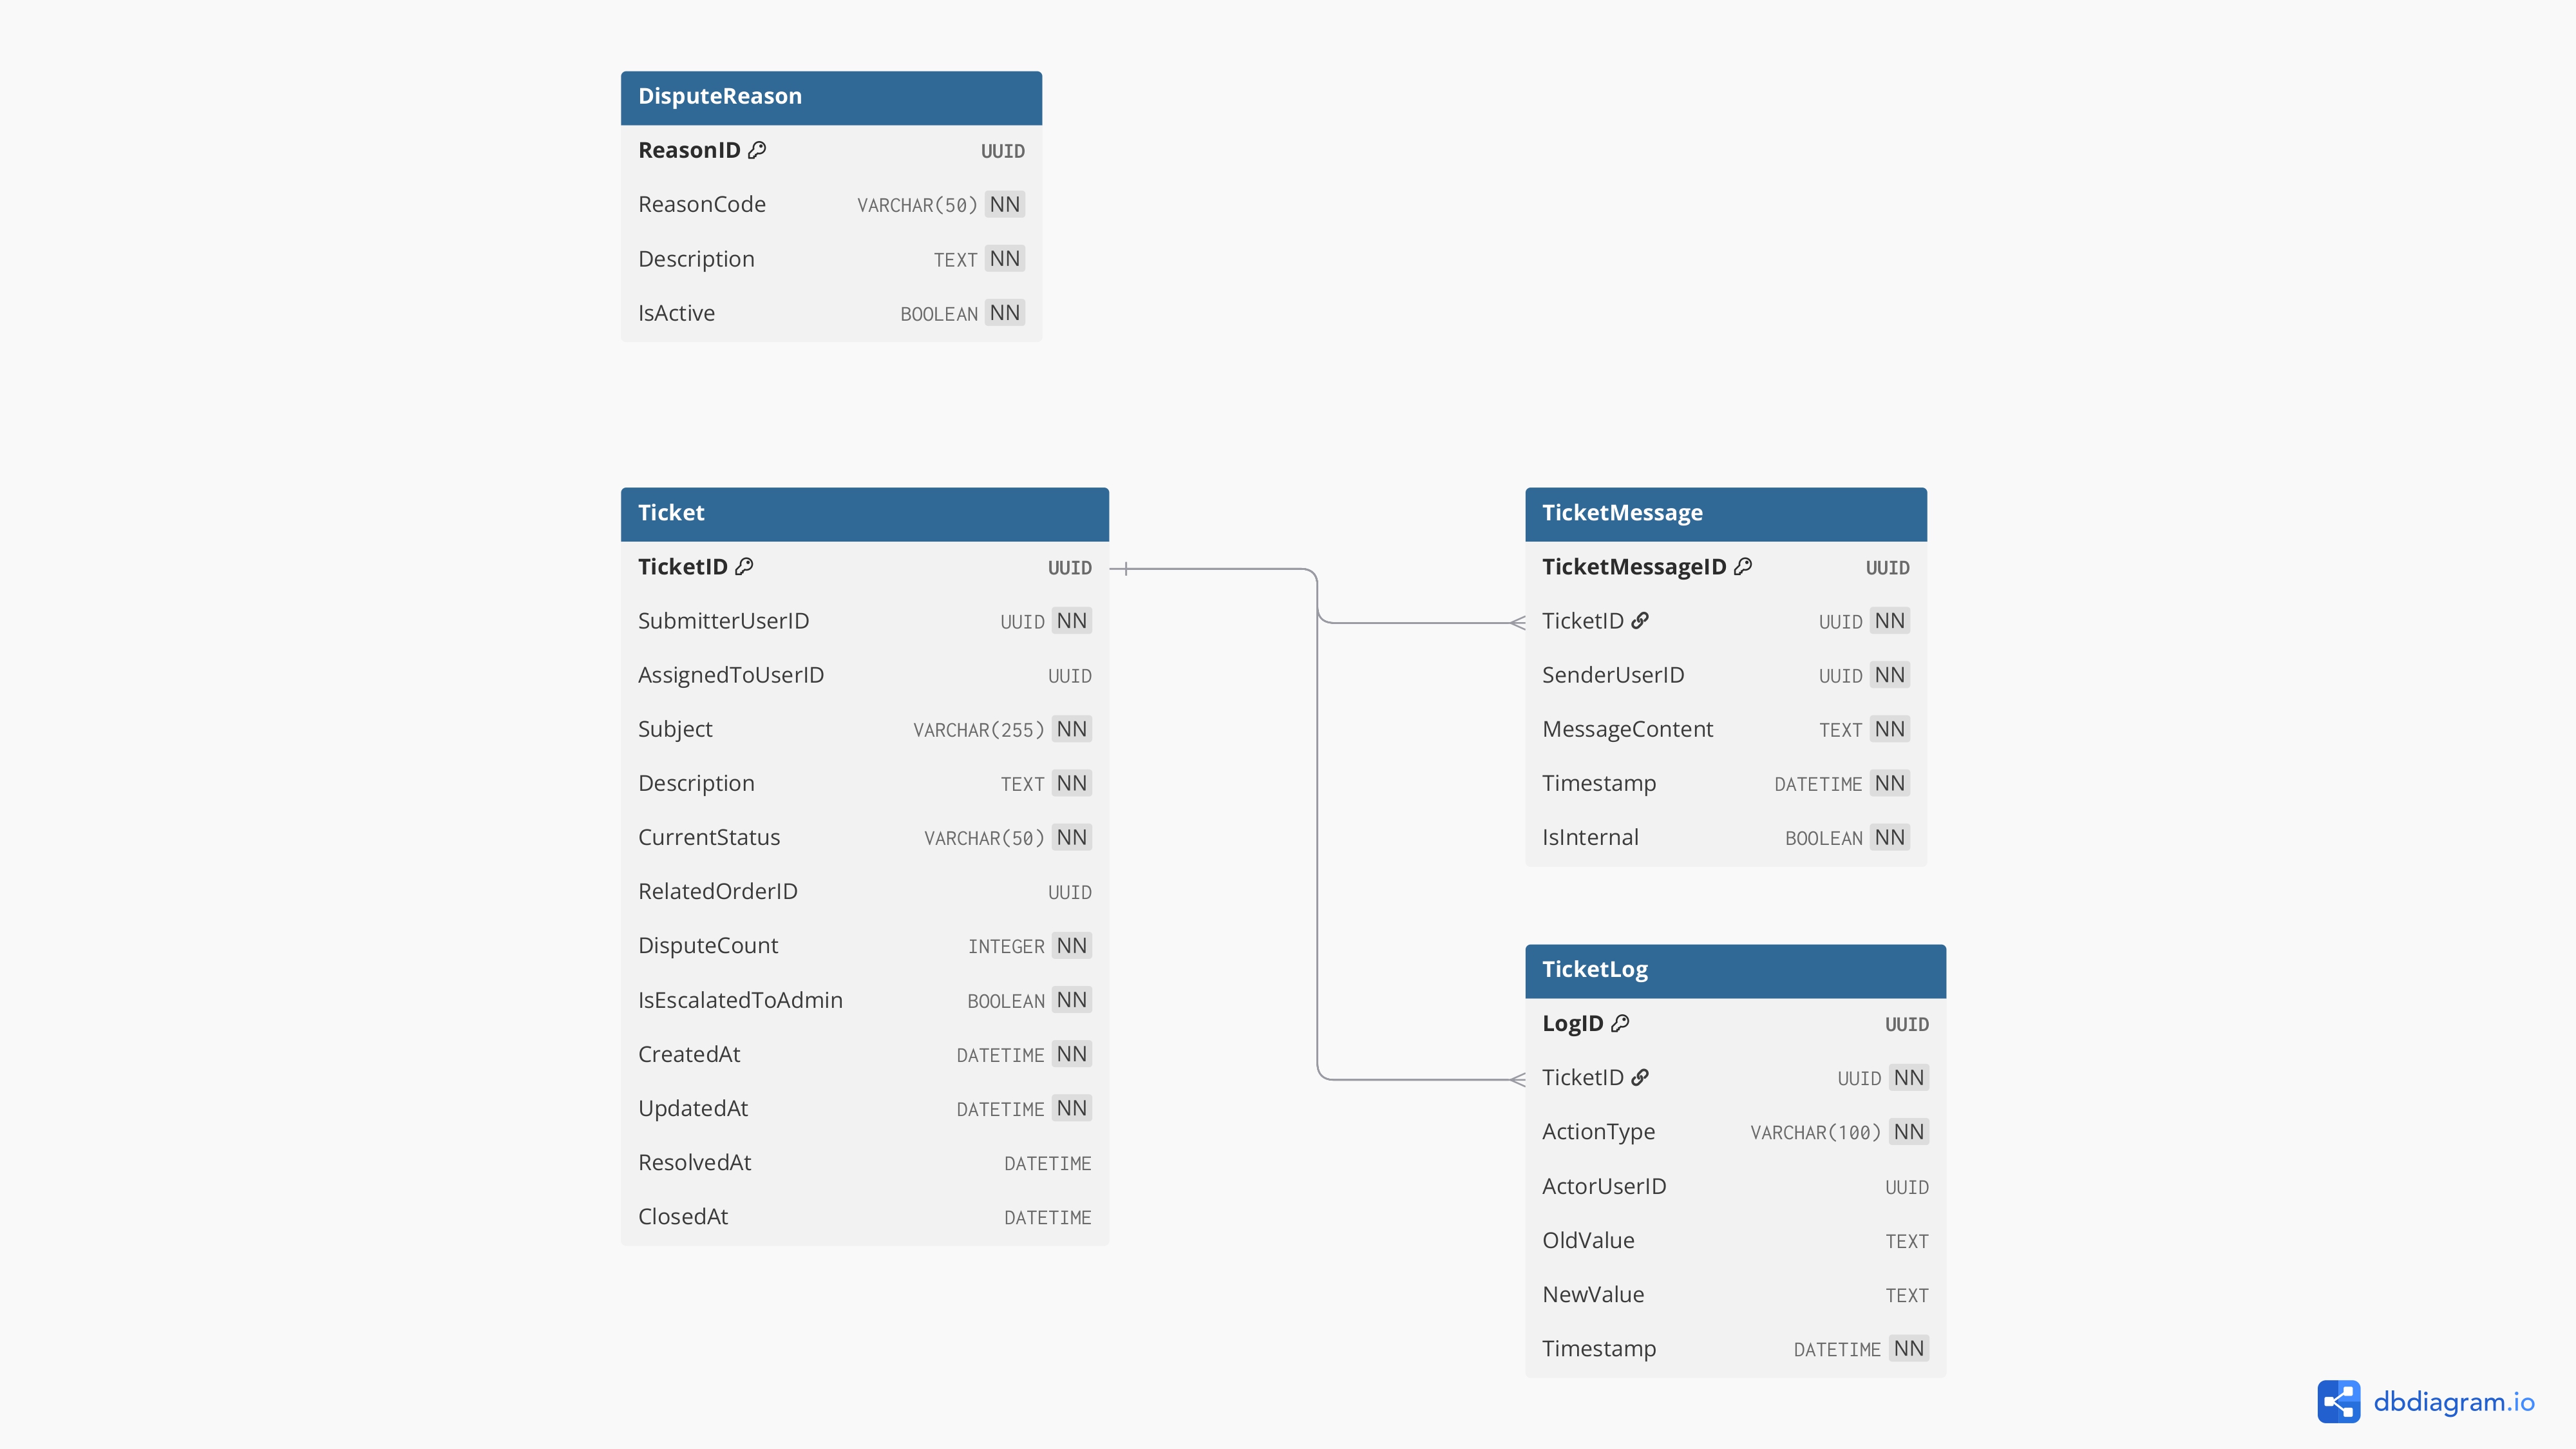 DisputeReason
ReasonID UUID
ReasonCode VARCHAR(50) NN
Description TEXT NN
IsActive BOOLEAN NN
Ticket
TicketID UUID
SubmitterUserID UUID NN
AssignedToUserID UUID
Subject VARCHAR(255) NN
Description TEXT NN
CurrentStatus VARCHAR(50) NN
RelatedOrderID UUID
DisputeCount INTEGER NN
IsEscalatedToAdmin BOOLEAN NN
CreatedAt DATETIME NN
UpdatedAt DATETIME NN
ResolvedAt DATETIME
ClosedAt DATETIME
TicketMessage
TicketMessageID UUID
TicketID UUID NN
SenderUserID UUID NN
MessageContent TEXT NN
Timestamp DATETIME NN
IsInternal BOOLEAN NN
TicketLog
LogID UUID
TicketID UUID NN
ActionType VARCHAR(100) NN
ActorUserID UUID
OldValue TEXT
NewValue TEXT
Timestamp DATETIME NN
dbdiagram.io